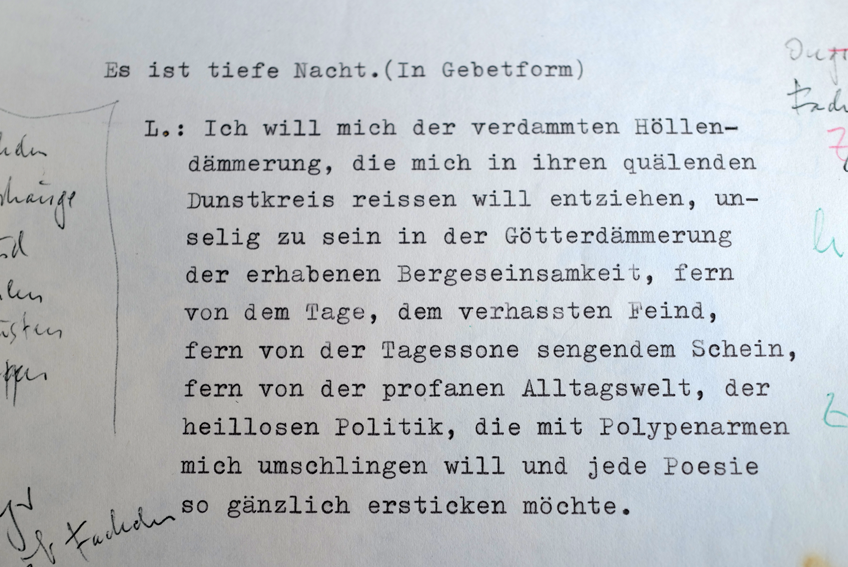 Es ist tiefe Nacht.(In Gebetform)
L.: Ich will mich der verdammten Höllen-
dämmerung, die mich in ihren quälenden
Dunstkreis reissen will entziehen, un-
selig zu sein in der Götterdämmerung
der erhabenen Bergeseinsamkeit, fern
von dem Tage, dem verhassten Feind,
fern von der Tagessone sengendem Schein,
fern von der profanen Alltagswelt, der
heillosen Politik, die mit Polypenarmen
mich umschlingen will und jede Poesie
so gänzlich ersticken möchte.